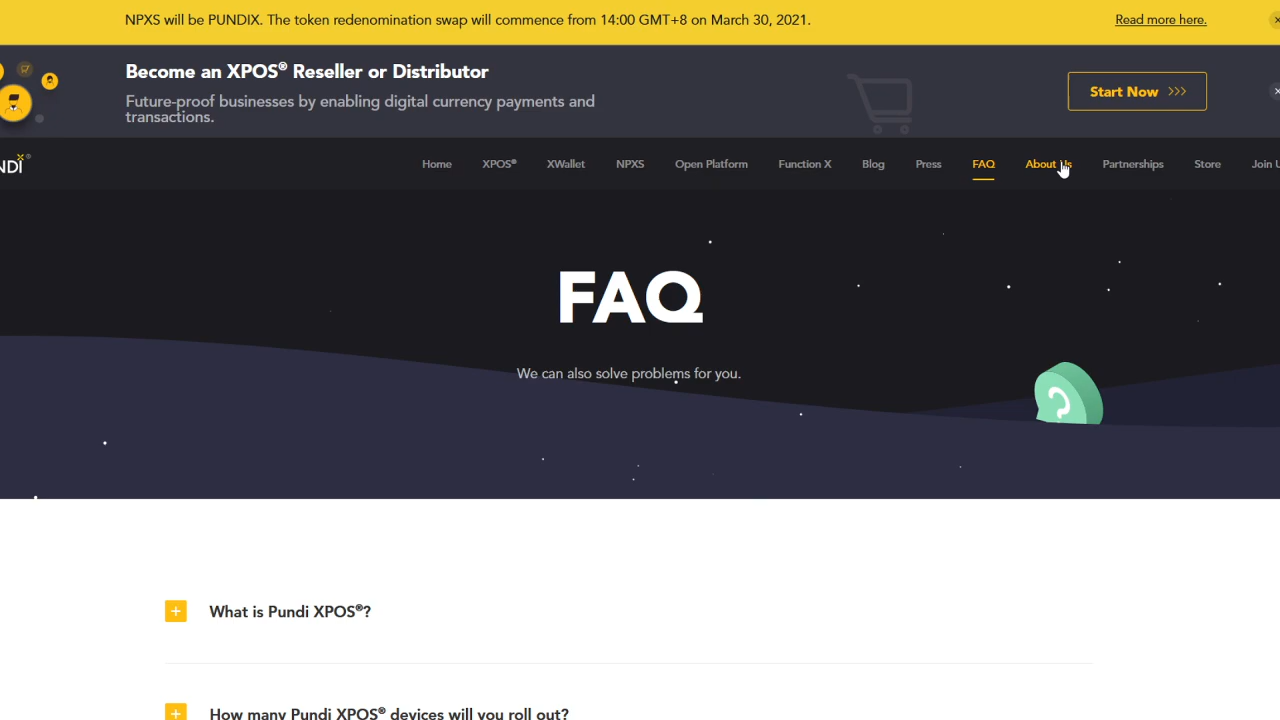 NPXS will be PUNDIX. The token redenomination swap will commence from 14:00 GMT+8 on March 30, 2021.
Read more here.
Become an XPOS® Reseller or Distributor
Future-proof businesses by enabling digital currency payments and
transactions.
Start Now >>>
NDI®
Home XPOS® XWallet NPXS Open Platform Function X Blog Press FAQ About Us Partnerships Store Join U
FAQ
We can also solve problems for you.
What is Pundi XPOS®?
How many Pundi XPOS® devices will you roll out?